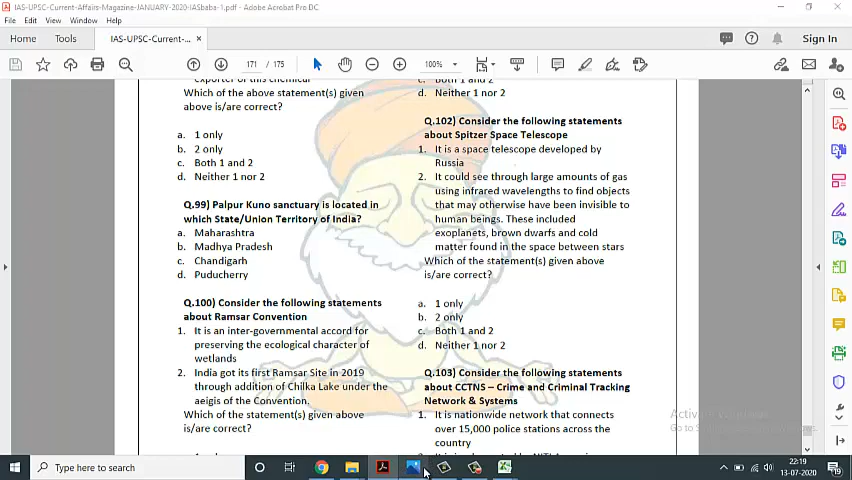 IAS-UPSC-Current-Affairs-Magazine-JANUARY-2020-IASbaba-1.pdf - Adobe Acrobat Pro DC
File Edit View Window Help
Home Tools IAS-UPSC-Current-... × Sign In
171 / 175 100%
exporter of this chemical
Which of the above statement(s) given
above is/are correct?
a. 1 only
b. 2 only
c. Both 1 and 2
d. Neither 1 nor 2
Q.99) Palpur Kuno sanctuary is located in
which State/Union Territory of India?
a. Maharashtra
b. Madhya Pradesh
c. Chandigarh
d. Puducherry
Q.100) Consider the following statements
about Ramsar Convention
1. It is an inter-governmental accord for
preserving the ecological character of
wetlands
2. India got its first Ramsar Site in 2019
through addition of Chilka Lake under the
aeigis of the Convention.
Which of the statement(s) given above
is/are correct?
c. Both 1 and 2
d. Neither 1 nor 2
Q.102) Consider the following statements
about Spitzer Space Telescope
1. It is a space telescope developed by
Russia
2. It could see through large amounts of gas
using infrared wavelengths to find objects
that may otherwise have been invisible to
human beings. These included
exoplanets, brown dwarfs and cold
matter found in the space between stars
Which of the statement(s) given above
is/are correct?
a. 1 only
b. 2 only
c. Both 1 and 2
d. Neither 1 nor 2
Q.103) Consider the following statements
about CCTNS – Crime and Criminal Tracking
Network & Systems
1. It is nationwide network that connects
over 15,000 police stations across the
country
Type here to search
22:19
13-07-2020
19